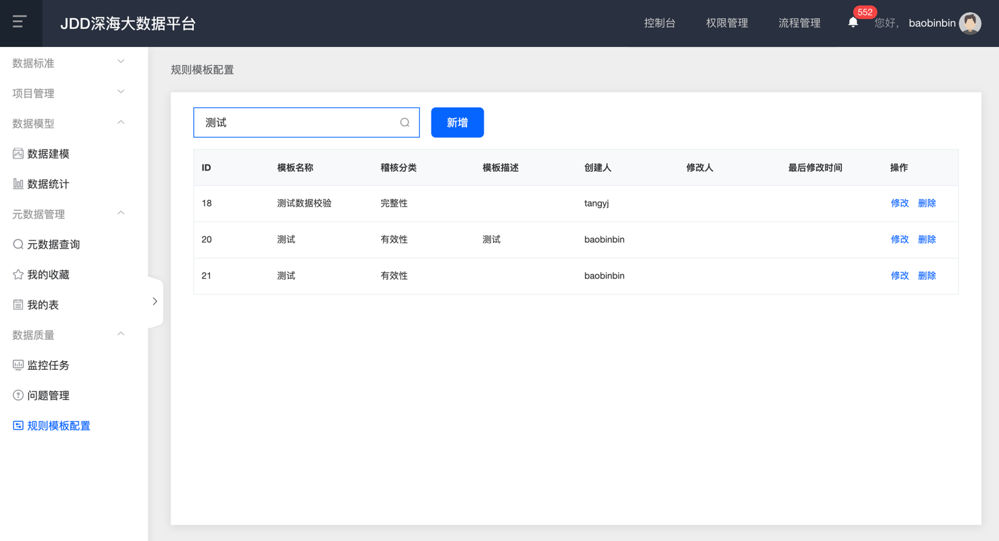 JDD深海大数据平台
控制台 权限管理 流程管理 552 您好， baobinbin
数据标准
项目管理
数据模型
数据建模
数据统计
元数据管理
元数据查询
我的收藏
我的表
数据质量
监控任务
问题管理
规则模板配置
规则模板配置
测试 新增
ID 模板名称 稽核分类 模板描述 创建人 修改人 最后修改时间 操作
18 测试数据校验 完整性 tangyj 修改 删除
20 测试 有效性 测试 baobinbin 修改 删除
21 测试 有效性 baobinbin 修改 删除